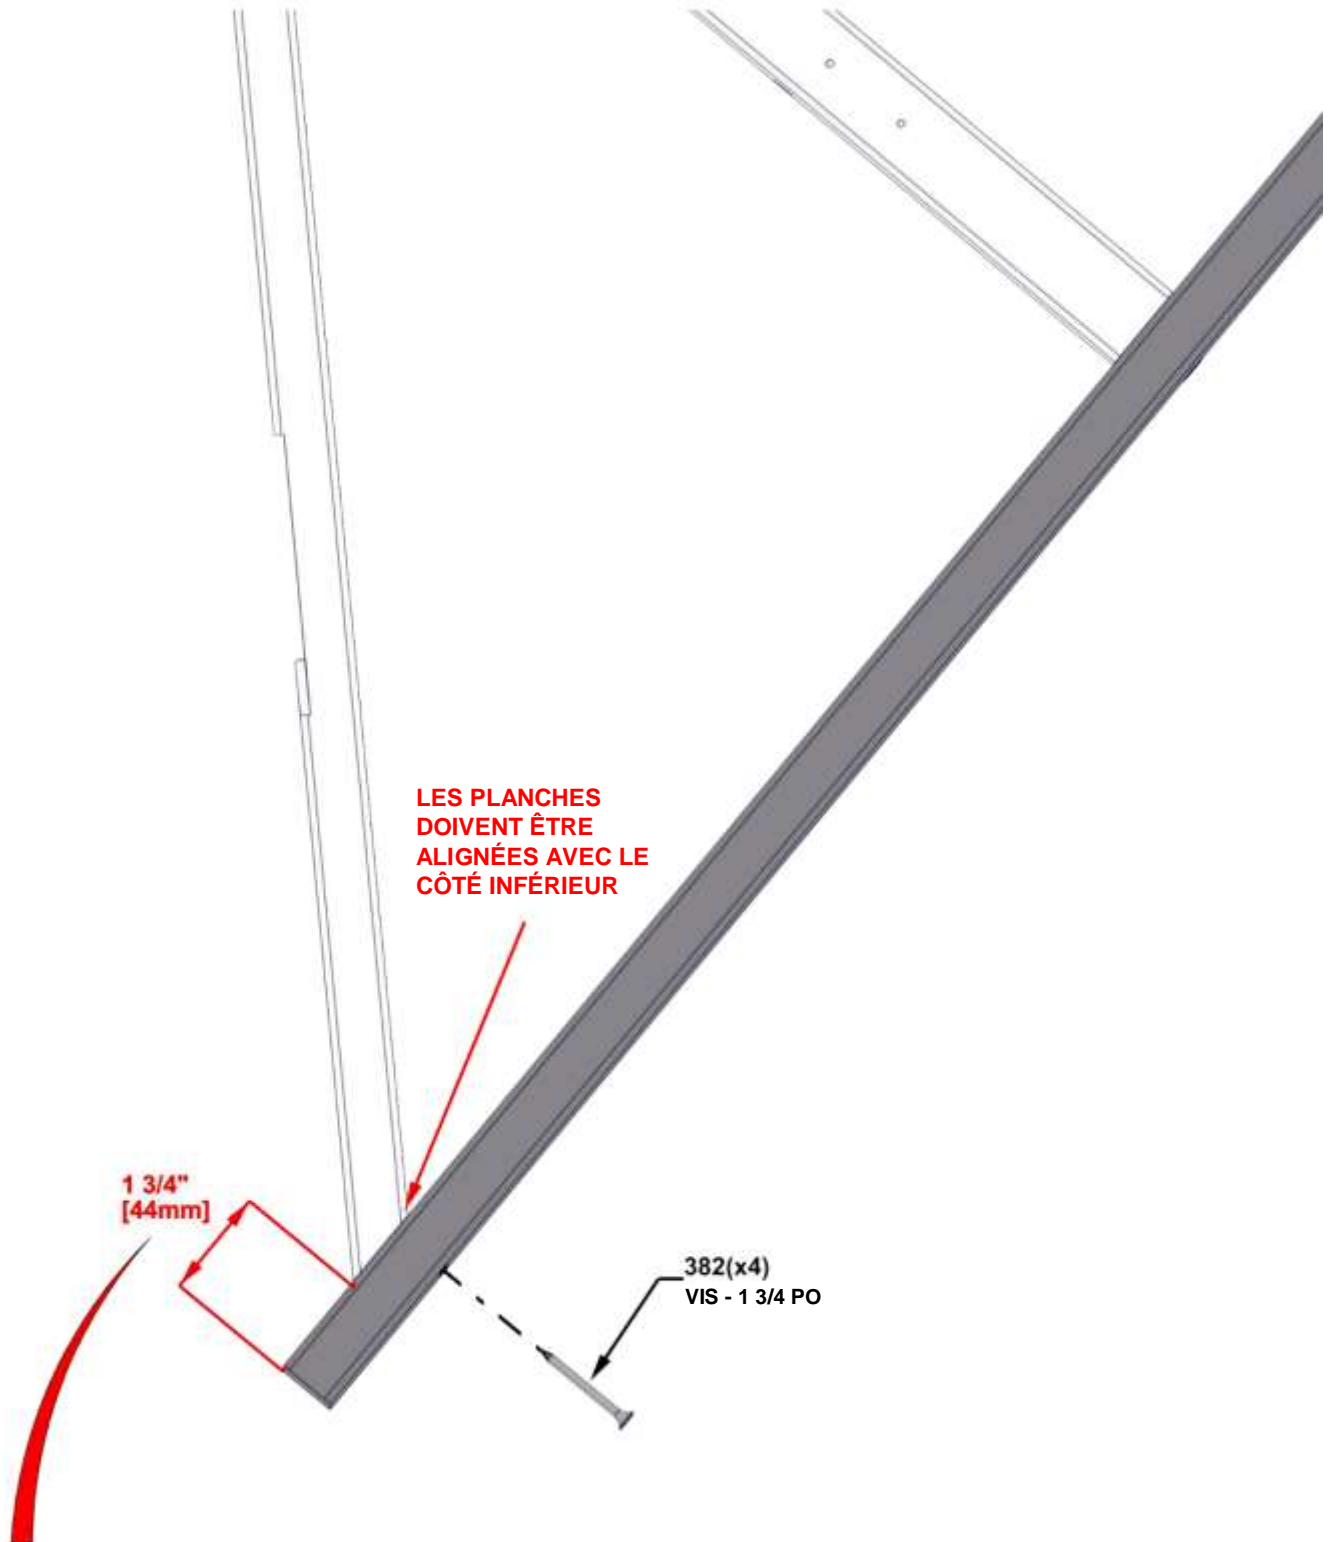 LES PLANCHES
DOIVENT ÊTRE
ALIGNÉES AVEC LE
CÔTÉ INFÉRIEUR
1 3/4"
[44mm]
382(x4)
VIS - 1 3/4 PO